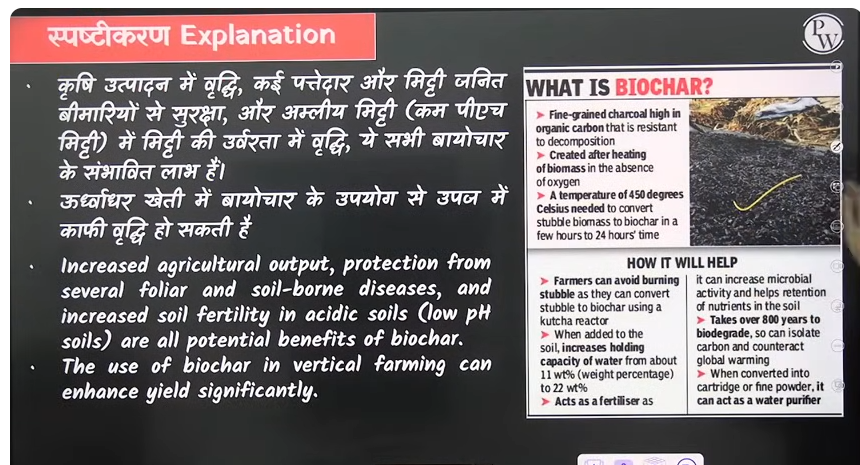 स्पष्टीकरण Explanation
PW
• कृषि उत्पादन में वृद्धि, कई पत्तेदार और मिट्टी जनित
बीमारियों से सुरक्षा, और अम्लीय मिट्टी (कम पीएच
मिट्टी) में मिट्टी की उर्वरता में वृद्धि, ये सभी बायोचार
के संभावित लाभ हैं।
• ऊर्ध्वाधर खेती में बायोचार के उपयोग से उपज में
काफी वृद्धि हो सकती है
• Increased agricultural output, protection from
several foliar and soil-borne diseases, and
increased soil fertility in acidic soils (low pH
soils) are all potential benefits of biochar.
• The use of biochar in vertical farming can
enhance yield significantly.
WHAT IS BIOCHAR?
➤ Fine-grained charcoal high in
organic carbon that is resistant
to decomposition
➤ Created after heating
of biomass in the absence
of oxygen
➤ A temperature of 450 degrees
Celsius needed to convert
stubble biomass to biochar in a
few hours to 24 hours' time
HOW IT WILL HELP
➤ Farmers can avoid burning
stubble as they can convert
stubble to biochar using a
kutcha reactor
➤ When added to the
soil, increases holding
capacity of water from about
11 wt% (weight percentage)
to 22 wt%
➤ Acts as a fertiliser as
it can increase microbial
activity and helps retention
of nutrients in the soil
➤ Takes over 800 years to
biodegrade, so can isolate
carbon and counteract
global warming
➤ When converted into
cartridge or fine powder, it
can act as a water purifier